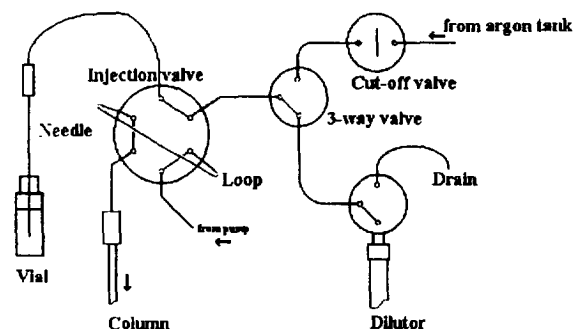 from argon tank
Injection valve
Cut-off valve
Needle
3-way valve
Loop
Drain
from pump
Vial
Column
Dilutor